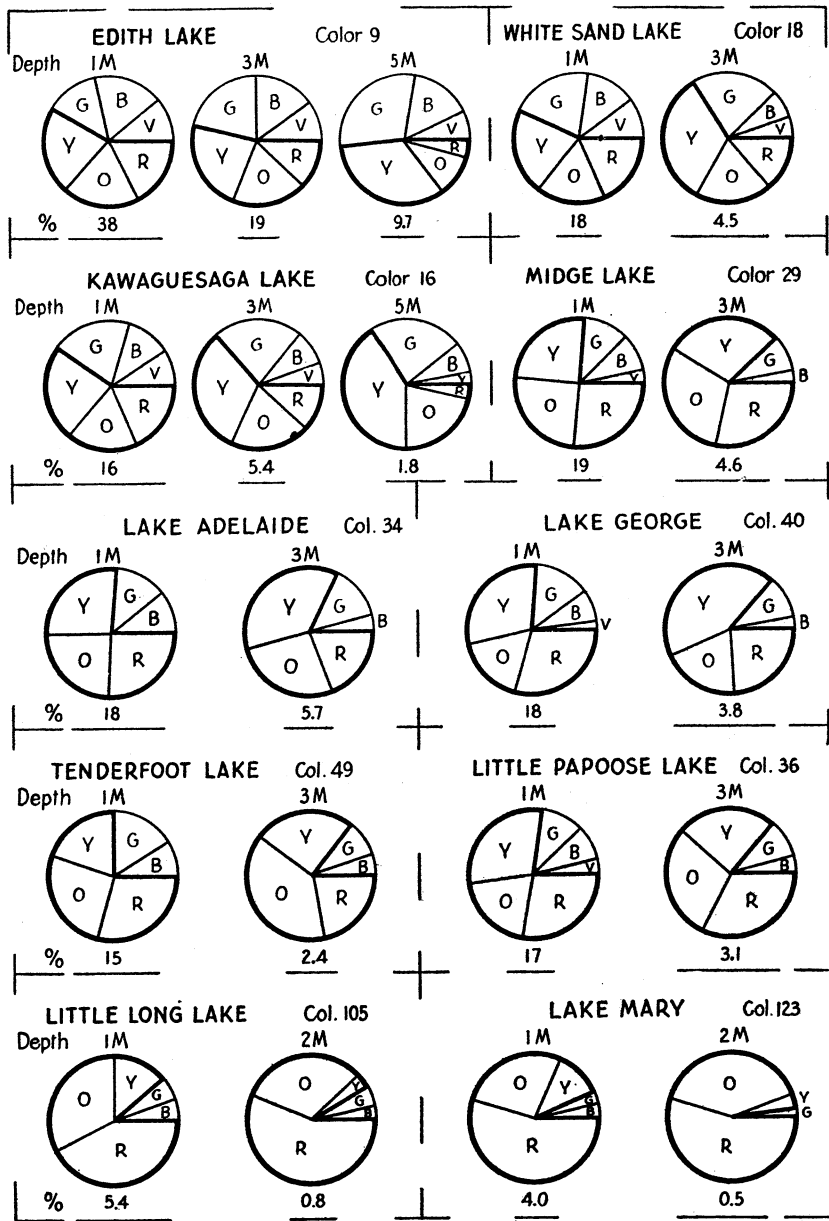 EDITH LAKE Color 9
Depth 1M 3M 5M
G B V R O Y
G B V R O Y
G B V R O Y
% 38 19 9.7
WHITE SAND LAKE Color 18
1M 3M
G B V R O Y
G B V R O Y
18 4.5
KAWAGUESAGA LAKE Color 16
Depth 1M 3M 5M
G B V R O Y
G B V R O Y
G B V R O Y
% 16 5.4 1.8
MIDGE LAKE Color 29
1M 3M
Y G B V R O
Y G B R O
19 4.6
LAKE ADELAIDE Col. 34
Depth 1M 3M
Y G B R O
Y G B R O
% 18 5.7
LAKE GEORGE Col. 40
1M 3M
Y G B V R O
Y G B R O
18 3.8
TENDERFOOT LAKE Col. 49
Depth 1M 3M
Y G B R O
Y G B R O
% 15 2.4
LITTLE PAPOOSE LAKE Col. 36
1M 3M
Y G B V R O
Y G B R O
17 3.1
LITTLE LONG LAKE Col. 105
Depth 1M 2M
O Y G B R
O Y G B R
% 5.4 0.8
LAKE MARY Col. 123
1M 2M
O Y G B R
O Y G R
4.0 0.5